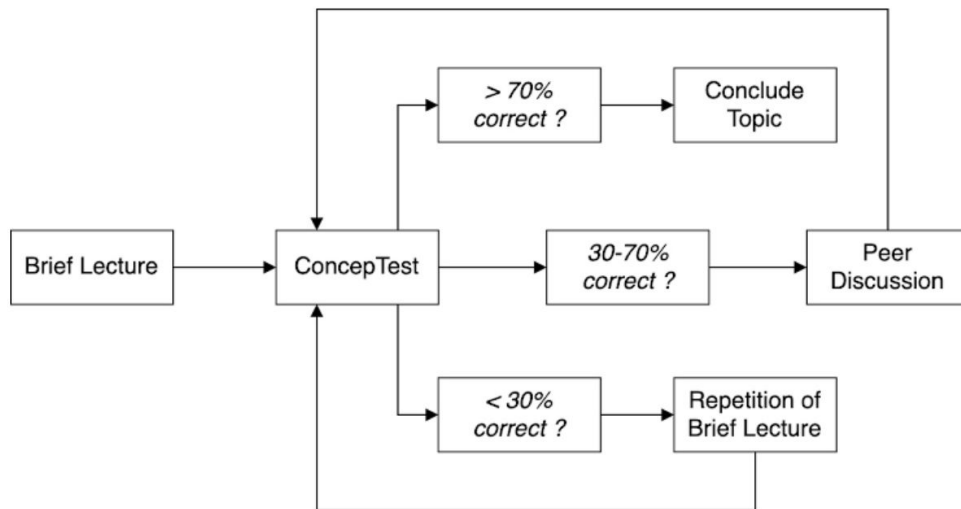 > 70%
correct ?
Conclude
Topic
Brief Lecture
ConcepTest
30-70%
correct ?
Peer
Discussion
< 30%
correct ?
Repetition of
Brief Lecture